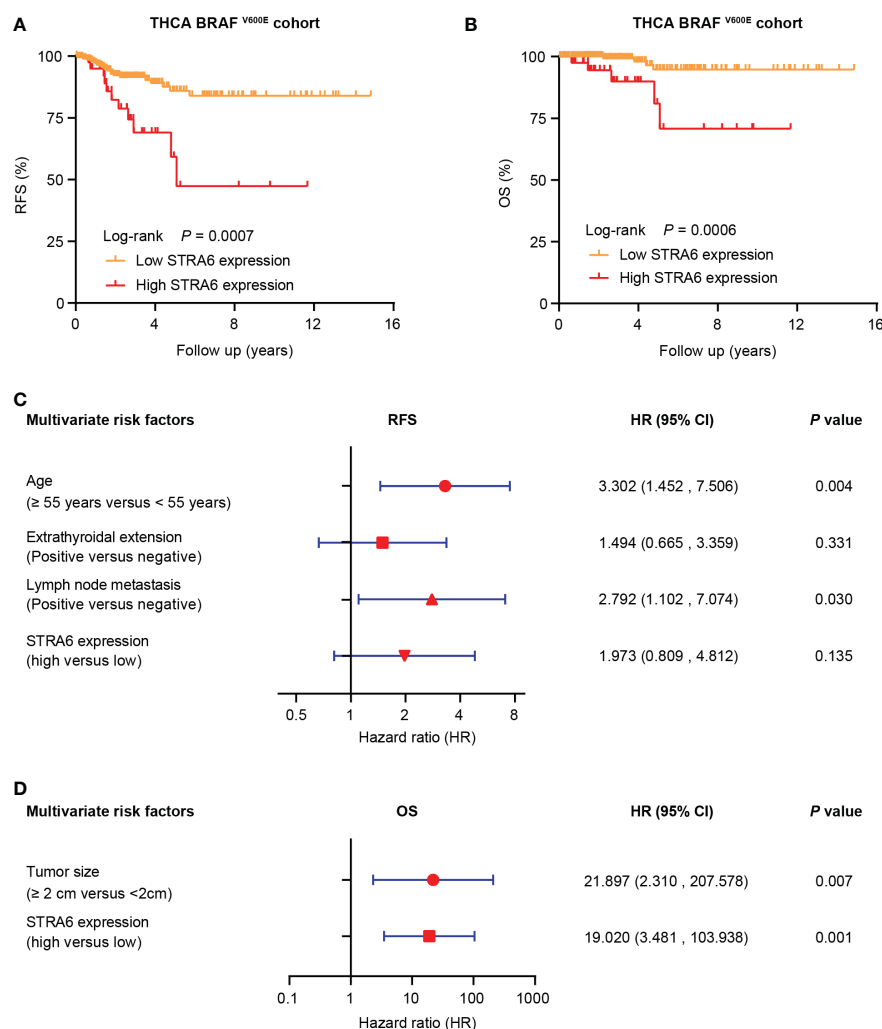 A
THCA BRAF V600E cohort
RFS (%)
100
75
50
25
0
Log-rank P = 0.0007
Low STRA6 expression
High STRA6 expression
0 4 8 12 16
Follow up (years)
B
THCA BRAF V600E cohort
OS (%)
100
75
50
25
0
Log-rank P = 0.0006
Low STRA6 expression
High STRA6 expression
0 4 8 12 16
Follow up (years)
C
Multivariate risk factors RFS HR (95% CI) P value
Age
(≥ 55 years versus < 55 years) 3.302 (1.452 , 7.506) 0.004
Extrathyroidal extension
(Positive versus negative) 1.494 (0.665 , 3.359) 0.331
Lymph node metastasis
(Positive versus negative) 2.792 (1.102 , 7.074) 0.030
STRA6 expression
(high versus low) 1.973 (0.809 , 4.812) 0.135
0.5 1 2 4 8
Hazard ratio (HR)
D
Multivariate risk factors OS HR (95% CI) P value
Tumor size
(≥ 2 cm versus <2cm) 21.897 (2.310 , 207.578) 0.007
STRA6 expression
(high versus low) 19.020 (3.481 , 103.938) 0.001
0.1 1 10 100 1000
Hazard ratio (HR)